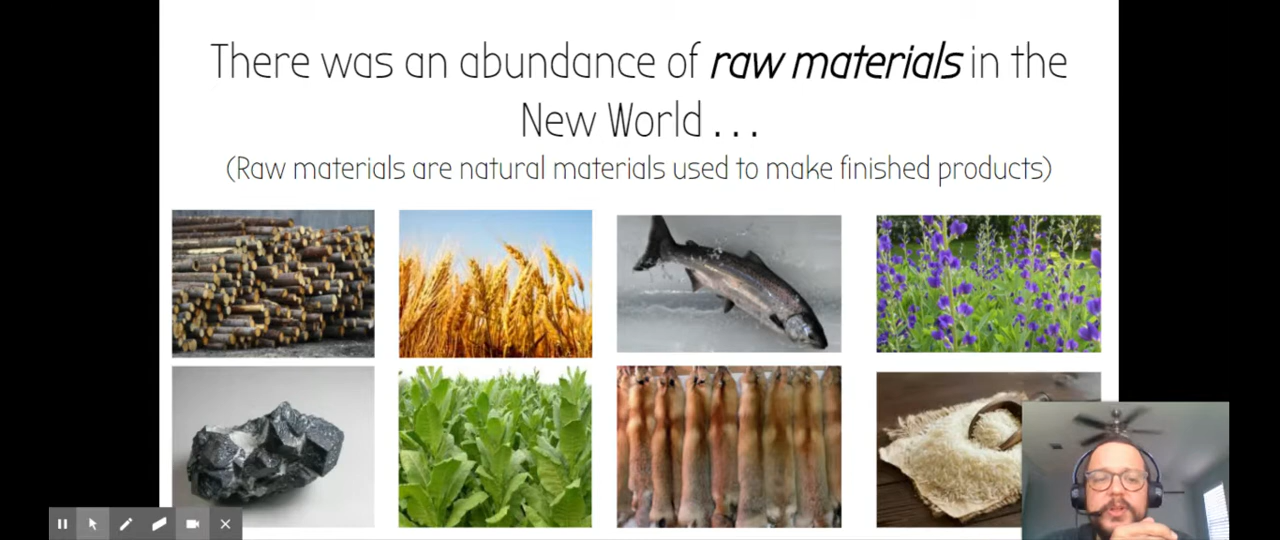 There was an abundance of raw materials in the
New World . . .
(Raw materials are natural materials used to make finished products)